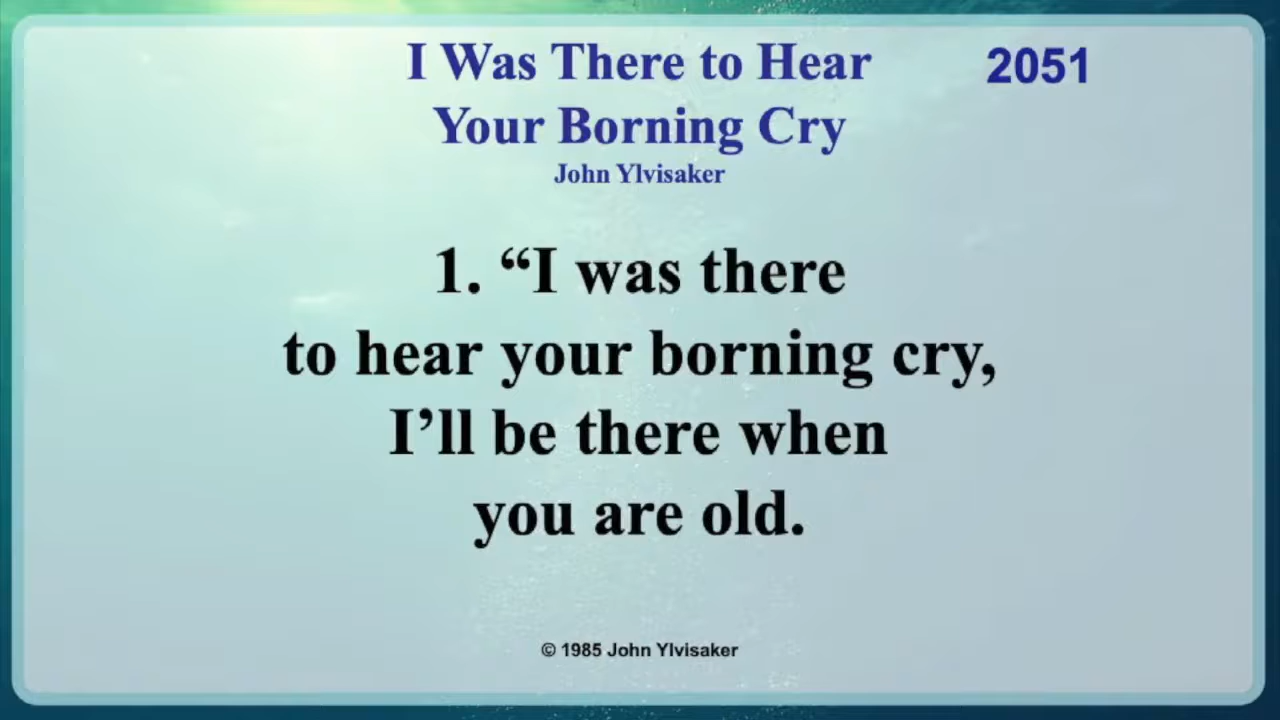 I Was There to Hear
2051
Your Borning Cry
John Ylvisaker
1. “I was there
to hear your borning cry,
I’ll be there when
you are old.
© 1985 John Ylvisaker